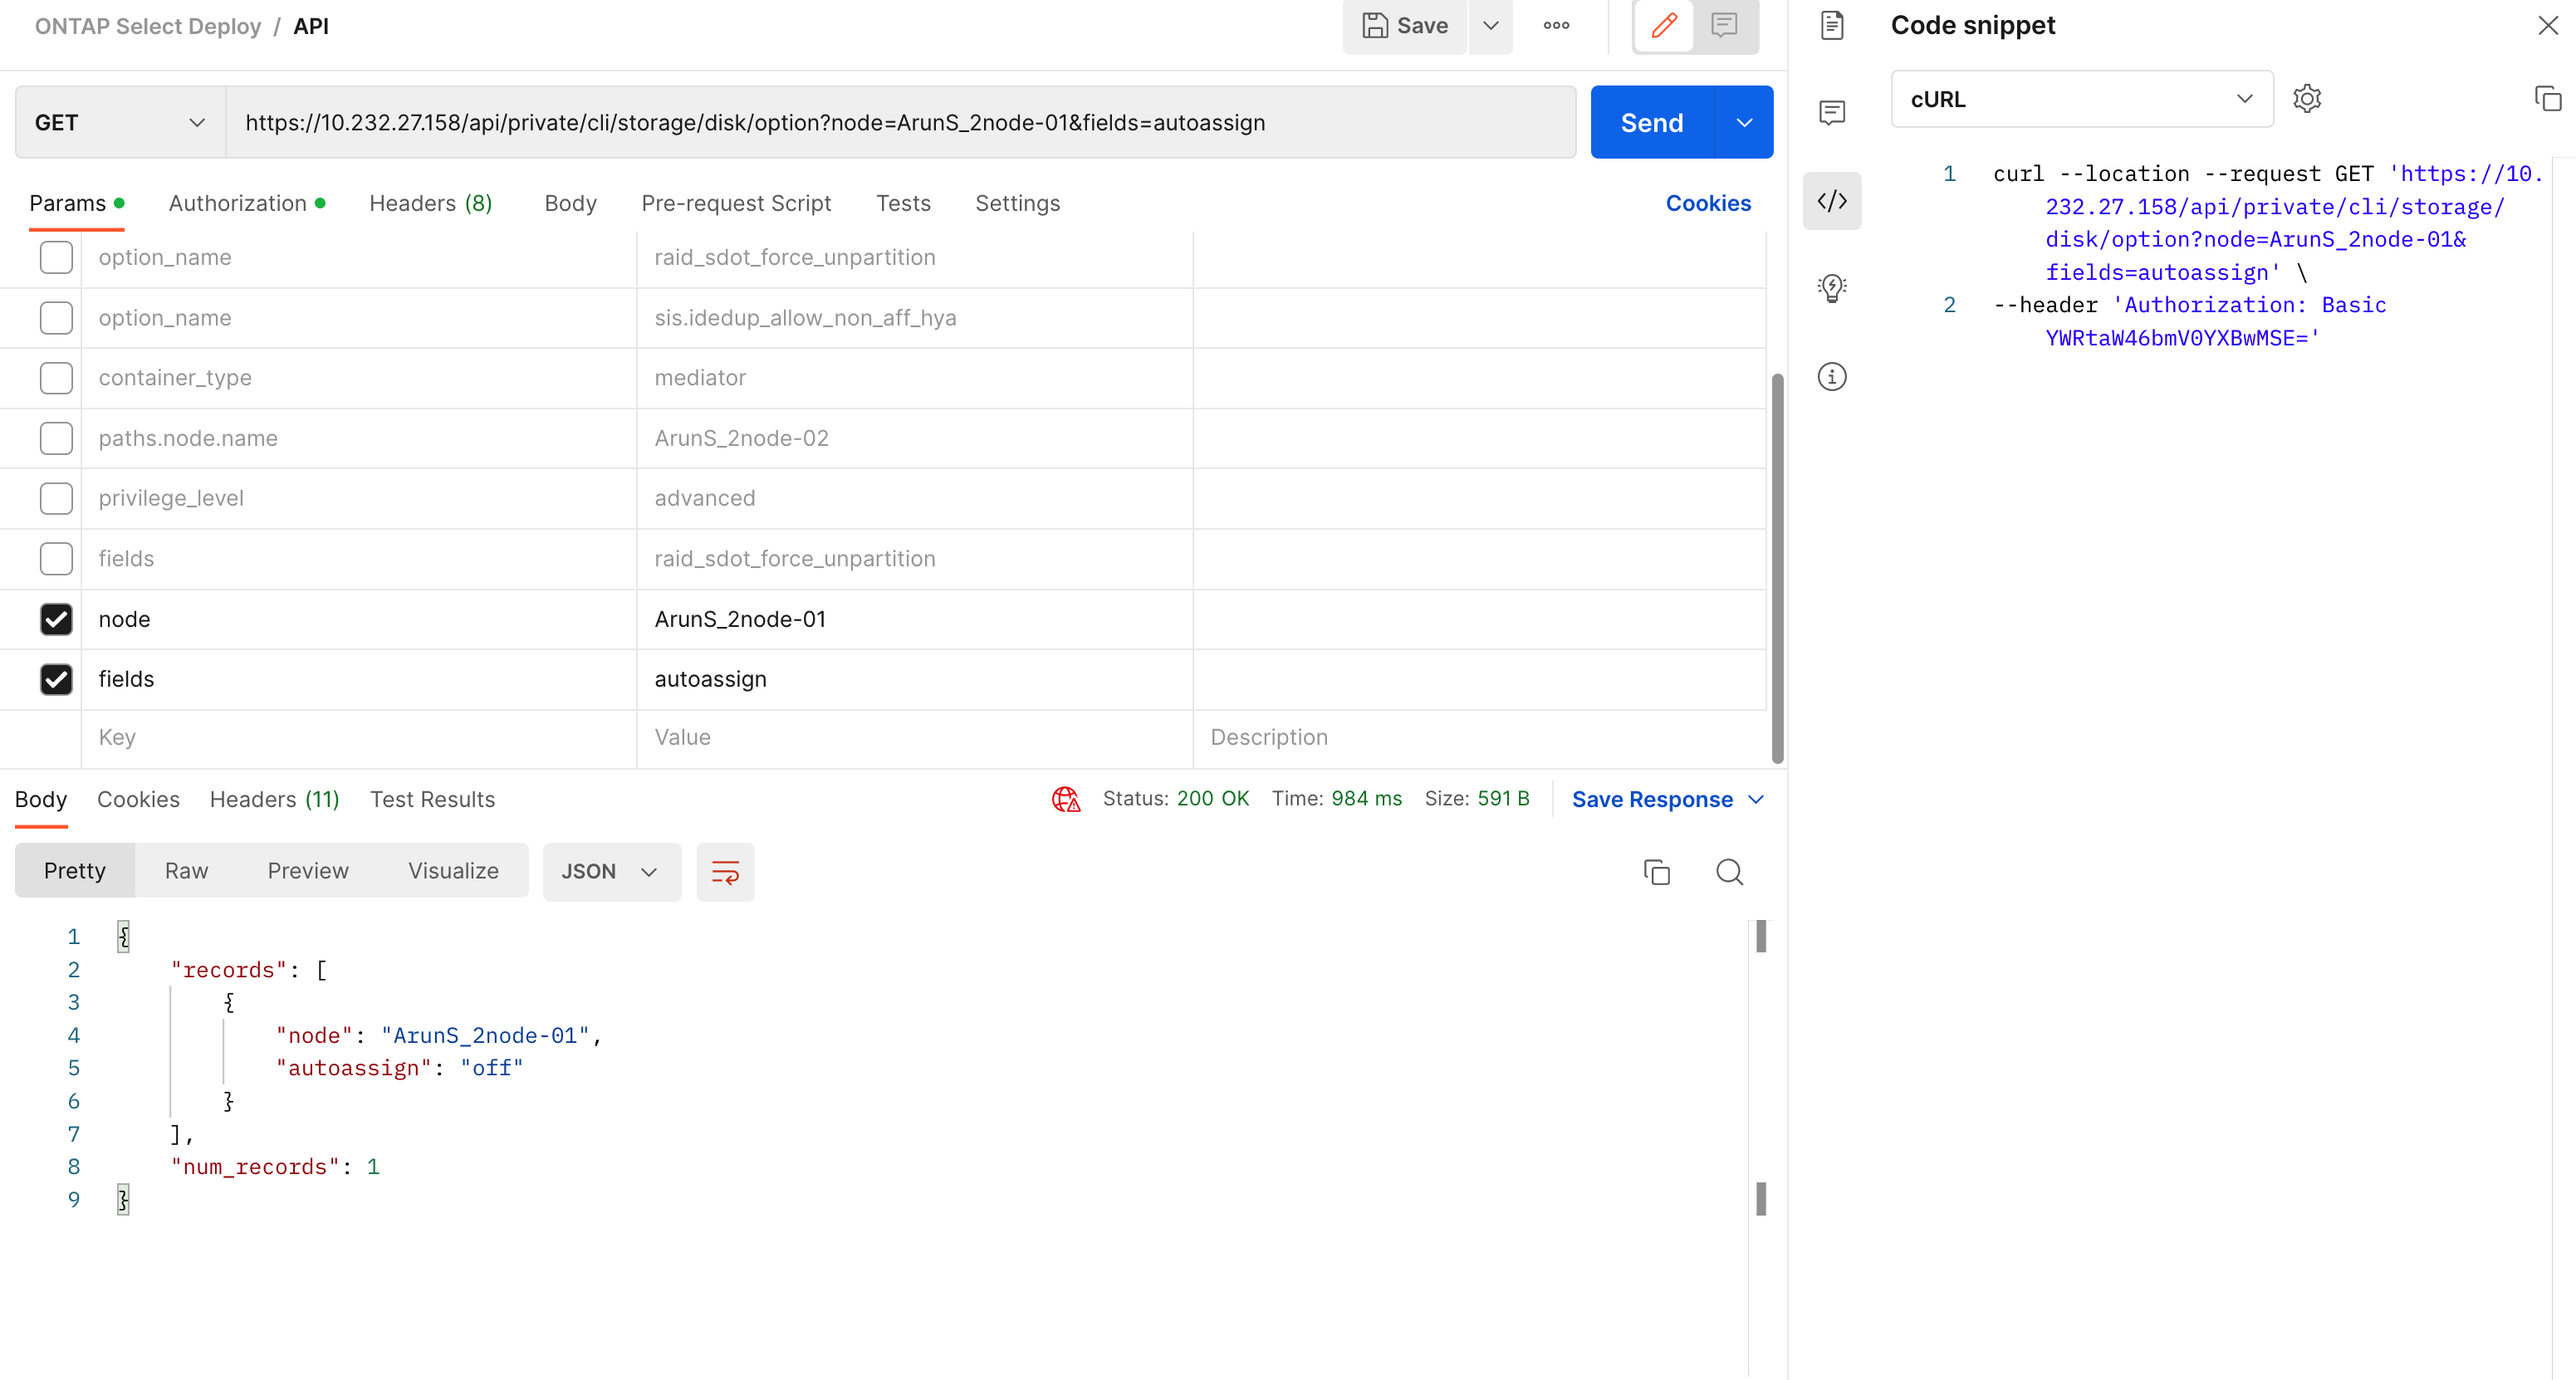 ONTAP Select Deploy / API
Save
GET
https://10.232.27.158/api/private/cli/storage/disk/option?node=ArunS_2node-01&fields=autoassign
Send
Params
Authorization
Headers (8)
Body
Pre-request Script
Tests
Settings
Cookies
option_name raid_sdot_force_unpartition
option_name sis.idedup_allow_non_aff_hya
container_type mediator
paths.node.name ArunS_2node-02
privilege_level advanced
fields raid_sdot_force_unpartition
node ArunS_2node-01
fields autoassign
Key Value Description
Body Cookies Headers (11) Test Results
Status: 200 OK Time: 984 ms Size: 591 B
Save Response
Pretty Raw Preview Visualize
JSON
1 {
2 "records": [
3 {
4 "node": "ArunS_2node-01",
5 "autoassign": "off"
6 }
7 ],
8 "num_records": 1
9 }
Code snippet
cURL
1 curl --location --request GET 'https://10.
232.27.158/api/private/cli/storage/
disk/option?node=ArunS_2node-01&
fields=autoassign' \
2 --header 'Authorization: Basic
YWRtaW46bmV0YXBwMSE='